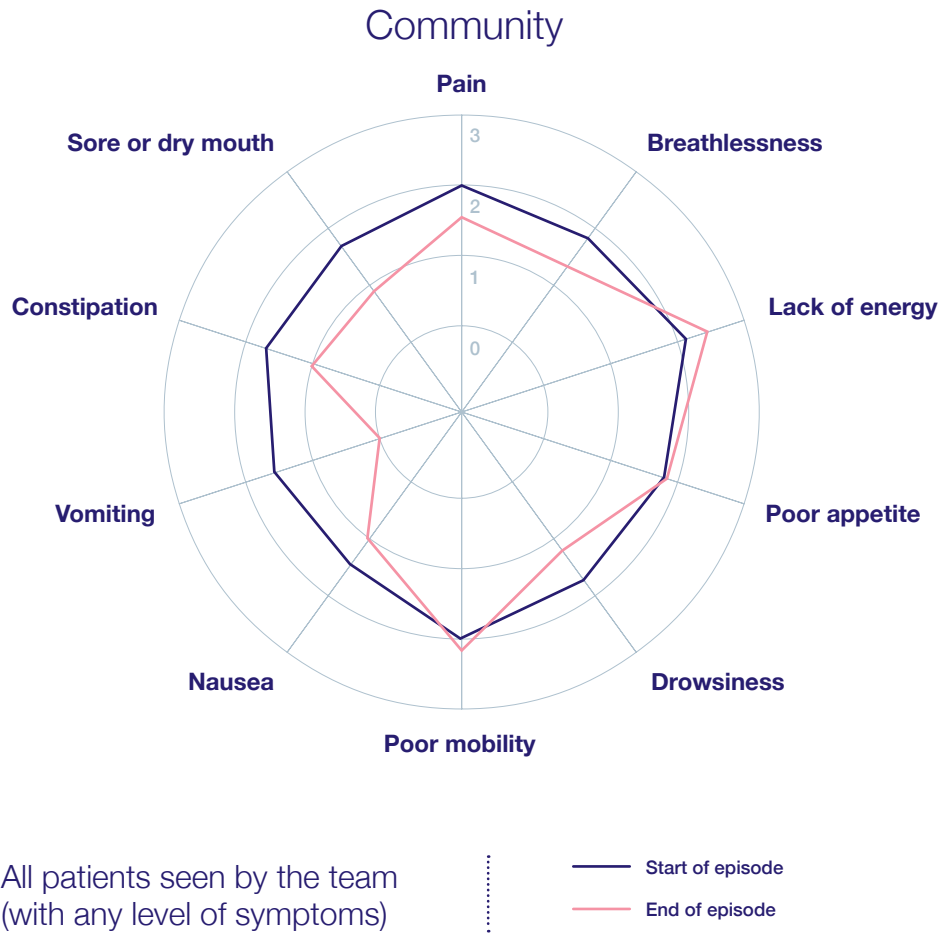 Community
Pain
Sore or dry mouth
Breathlessness
3
2
1
0
Constipation
Lack of energy
Vomiting
Poor appetite
Nausea
Drowsiness
Poor mobility
All patients seen by the team
(with any level of symptoms)
Start of episode
End of episode